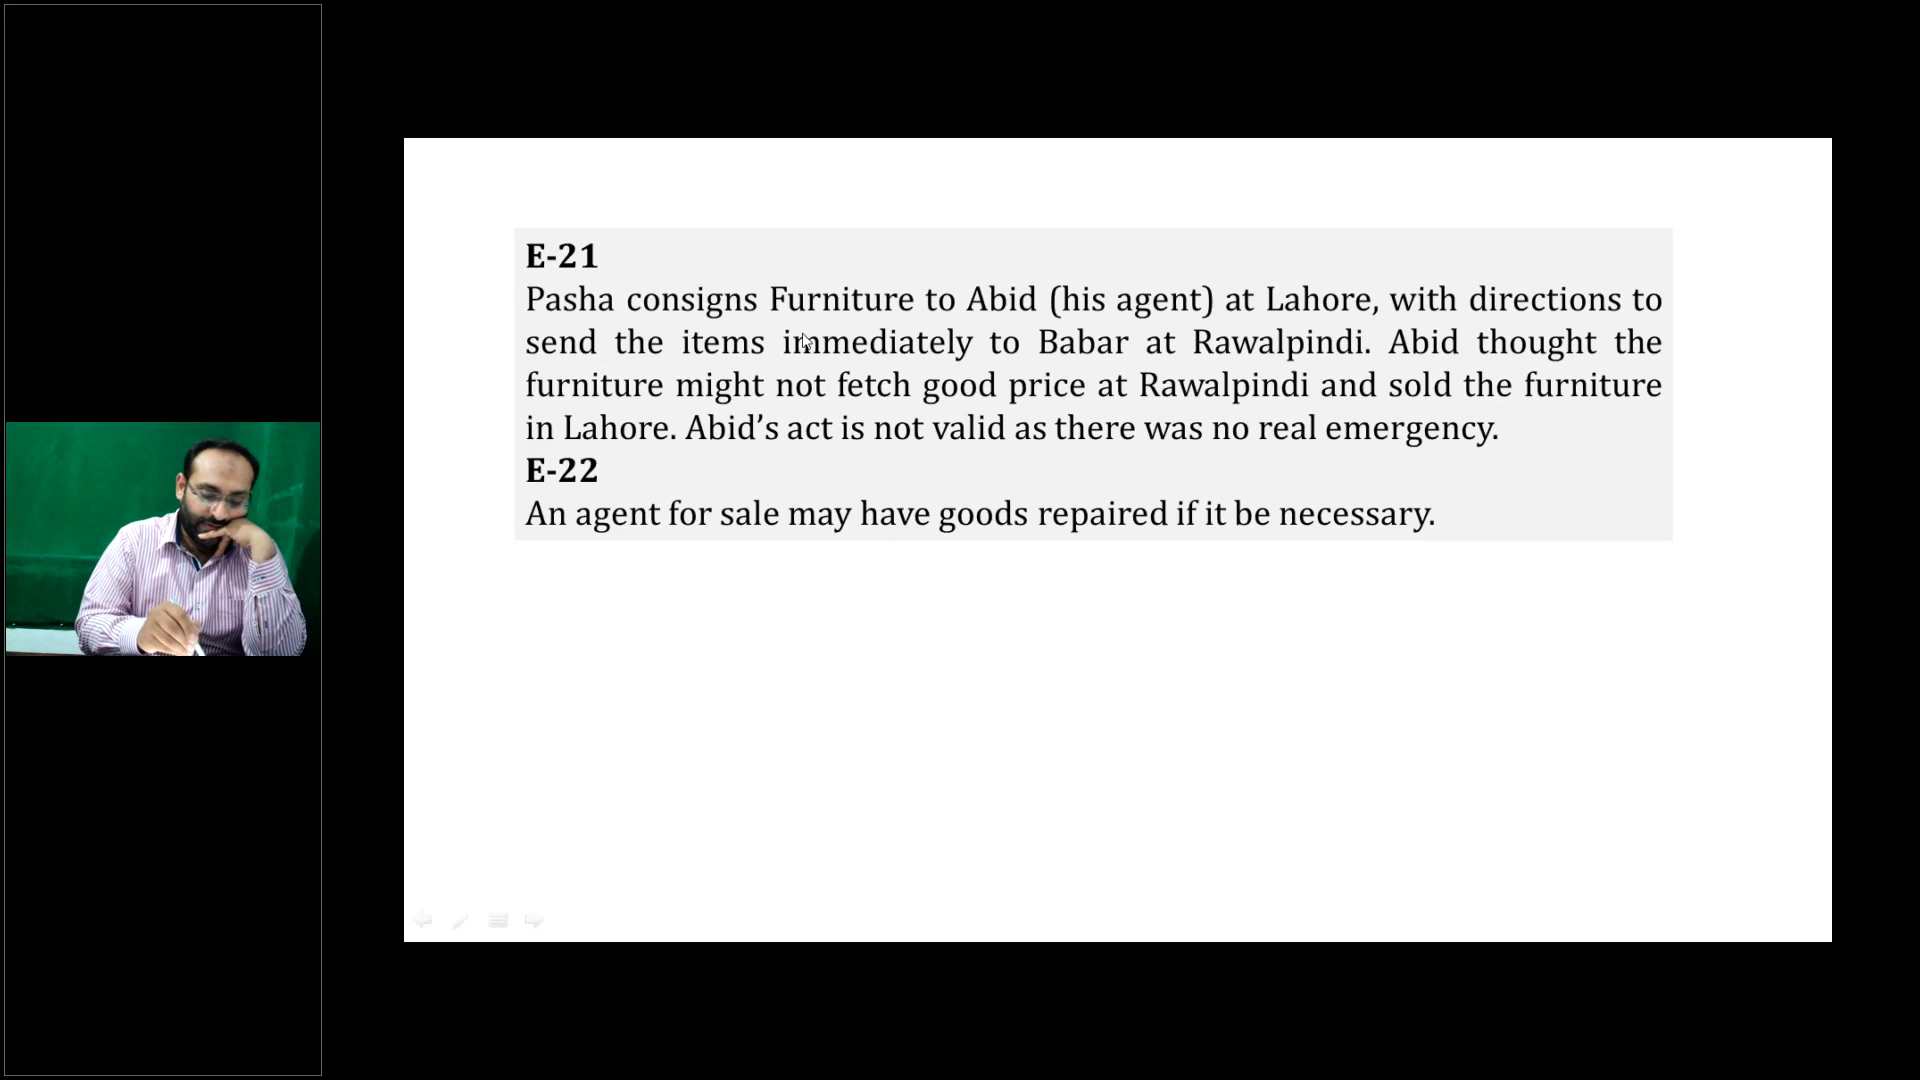 E-21
Pasha consigns Furniture to Abid (his agent) at Lahore, with directions to
send the items immediately to Babar at Rawalpindi. Abid thought the
furniture might not fetch good price at Rawalpindi and sold the furniture
in Lahore. Abid’s act is not valid as there was no real emergency.
E-22
An agent for sale may have goods repaired if it be necessary.